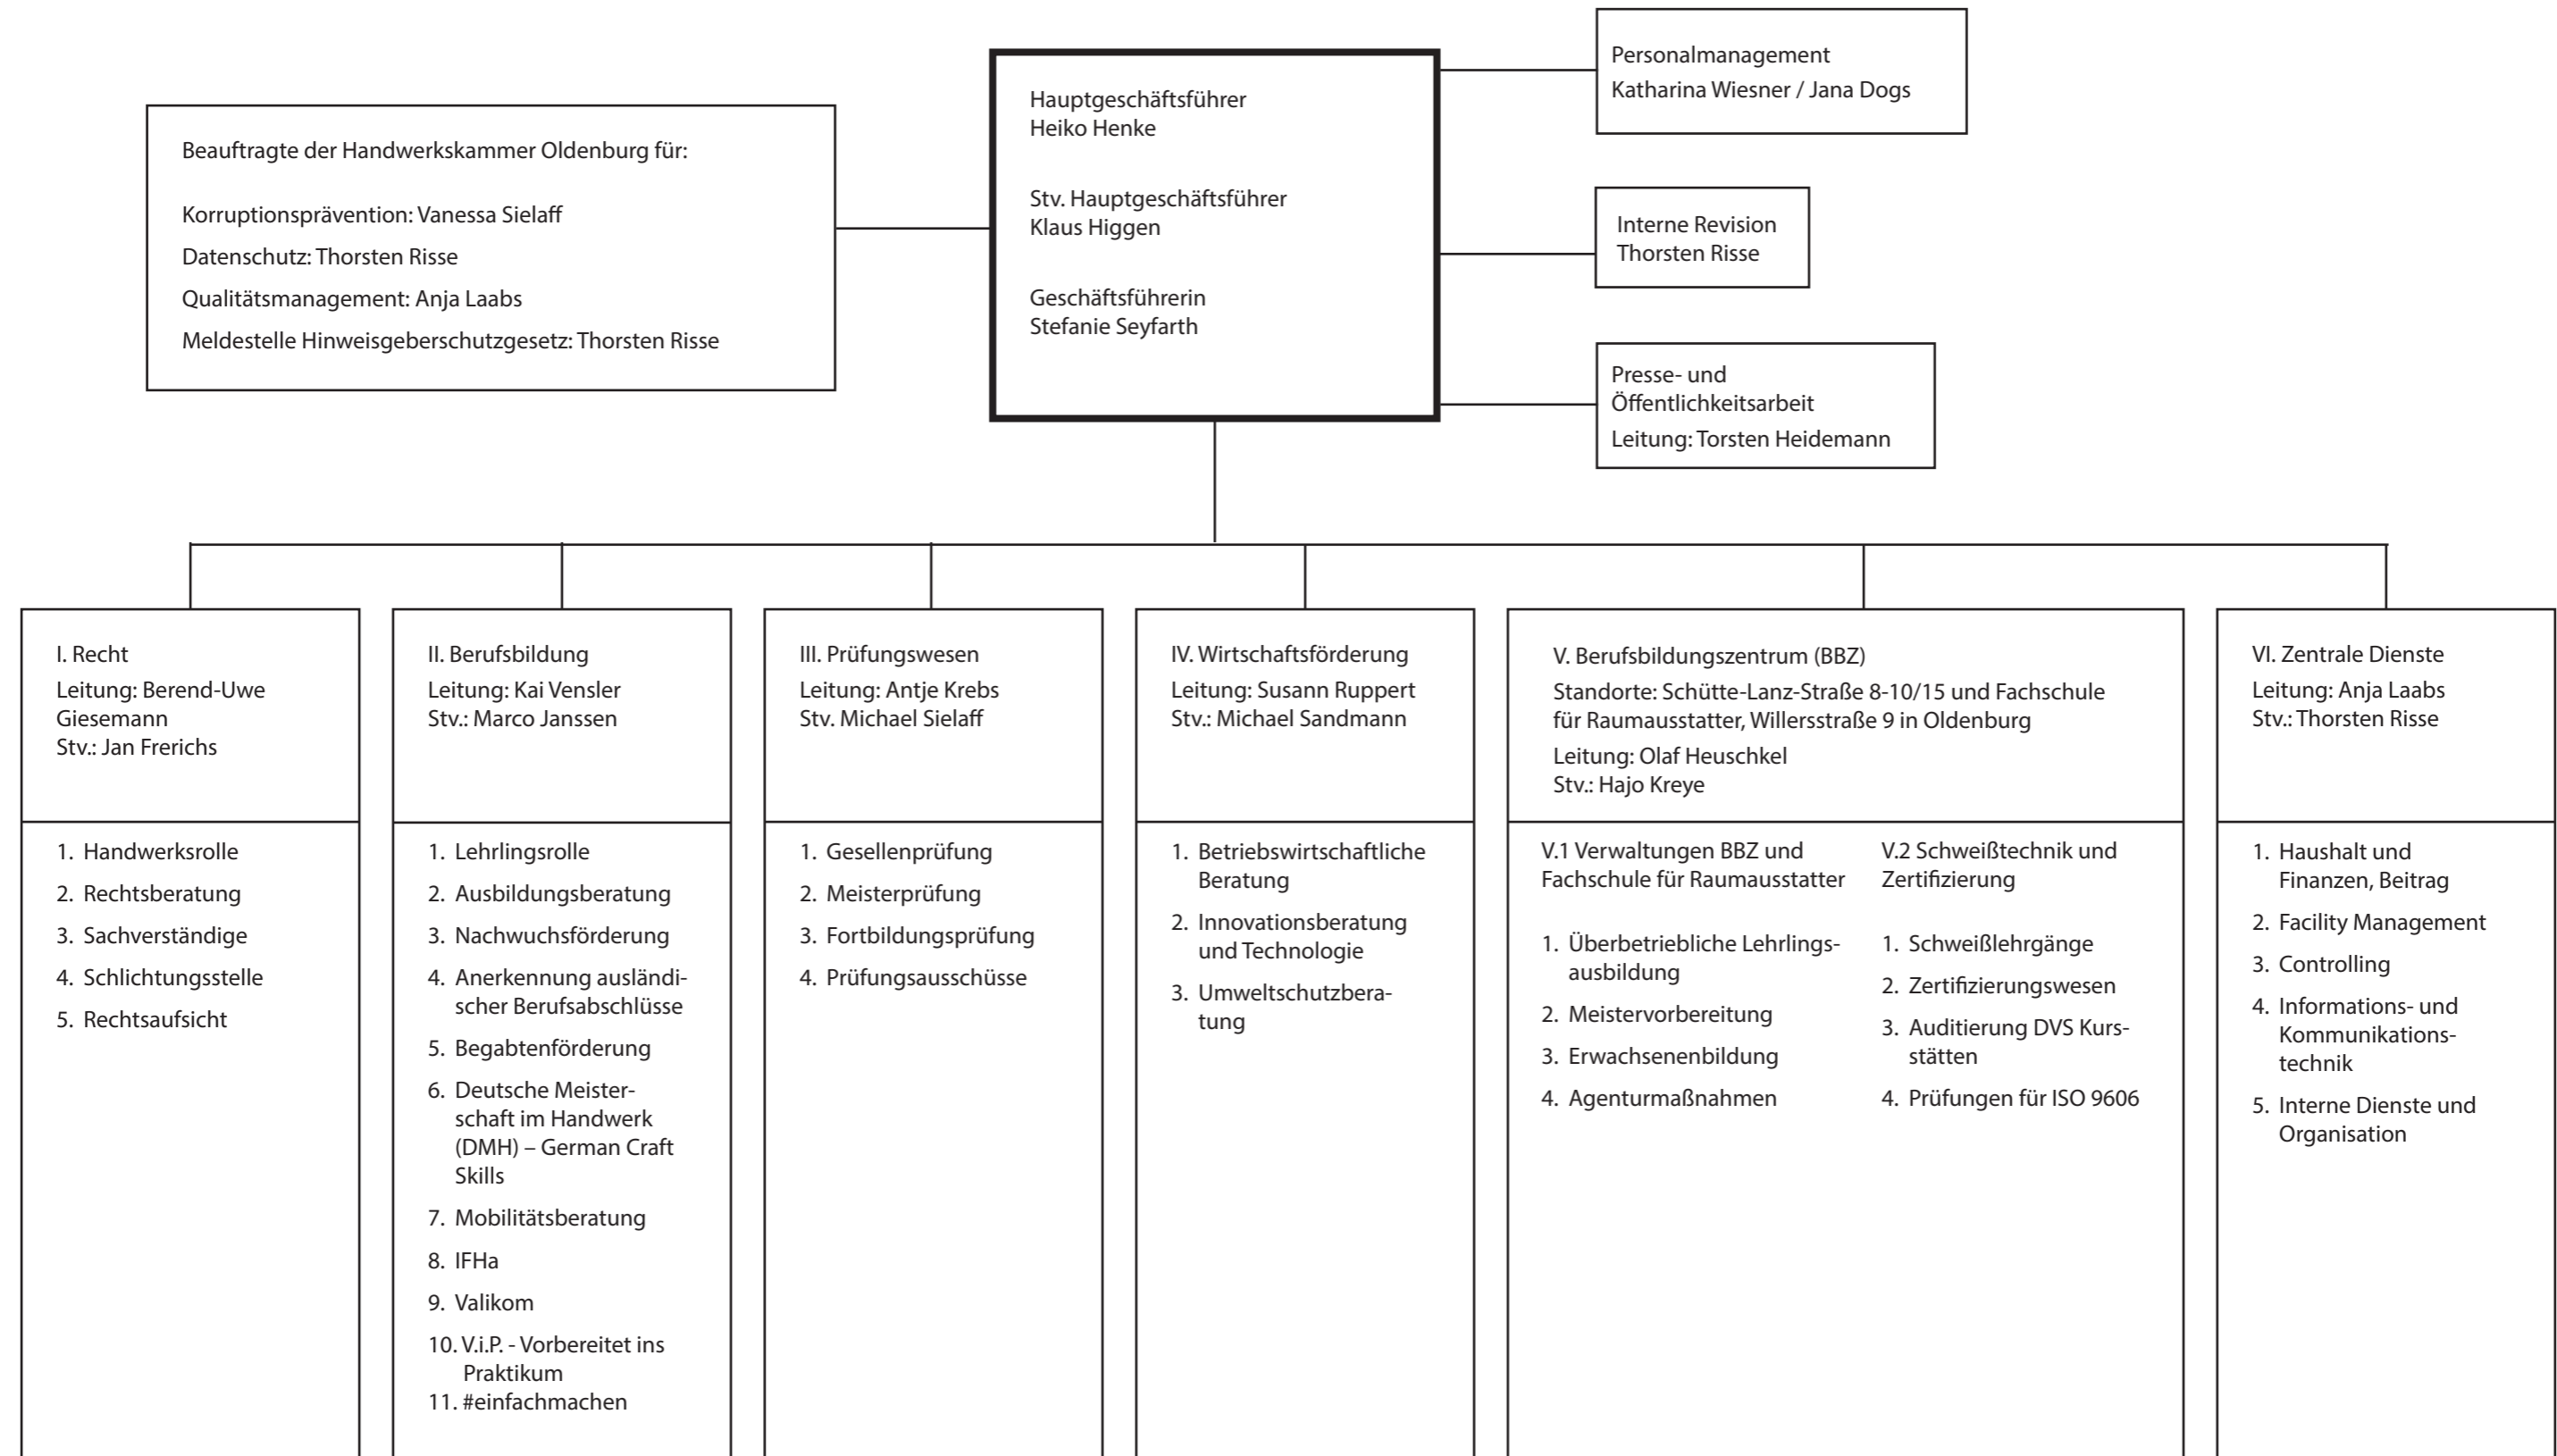 Beauftragte der Handwerkskammer Oldenburg für:
Korruptionsprävention: Vanessa Sielaff
Datenschutz: Thorsten Risse
Qualitätsmanagement: Anja Laabs
Meldestelle Hinweisgeberschutzgesetz: Thorsten Risse
Hauptgeschäftsführer
Heiko Henke
Stv. Hauptgeschäftsführer
Klaus Higgen
Geschäftsführerin
Stefanie Seyfarth
Personalmanagement
Katharina Wiesner / Jana Dogs
Interne Revision
Thorsten Risse
Presse- und
Öffentlichkeitsarbeit
Leitung: Torsten Heidemann
I. Recht
Leitung: Berend-Uwe
Giesemann
Stv.: Jan Frerichs
1. Handwerksrolle
2. Rechtsberatung
3. Sachverständige
4. Schlichtungsstelle
5. Rechtsaufsicht
II. Berufsbildung
Leitung: Kai Vensler
Stv.: Marco Janssen
1. Lehrlingsrolle
2. Ausbildungsberatung
3. Nachwuchsförderung
4. Anerkennung ausländi-
scher Berufsabschlüsse
5. Begabtenförderung
6. Deutsche Meister-
schaft im Handwerk
(DMH) – German Craft
Skills
7. Mobilitätsberatung
8. IFHa
9. Valikom
10. V.i.P. - Vorbereitet ins
Praktikum
11. #einfachmachen
III. Prüfungswesen
Leitung: Antje Krebs
Stv. Michael Sielaff
1. Gesellenprüfung
2. Meisterprüfung
3. Fortbildungsprüfung
4. Prüfungsausschüsse
IV. Wirtschaftsförderung
Leitung: Susann Ruppert
Stv.: Michael Sandmann
1. Betriebswirtschaftliche
Beratung
2. Innovationsberatung
und Technologie
3. Umweltschutzbera-
tung
V. Berufsbildungszentrum (BBZ)
Standorte: Schütte-Lanz-Straße 8-10/15 und Fachschule
für Raumausstatter, Willersstraße 9 in Oldenburg
Leitung: Olaf Heuschkel
Stv.: Hajo Kreye
V.1 Verwaltungen BBZ und
Fachschule für Raumausstatter
1. Überbetriebliche Lehrlings-
ausbildung
2. Meistervorbereitung
3. Erwachsenenbildung
4. Agenturmaßnahmen
V.2 Schweißtechnik und
Zertifizierung
1. Schweißlehrgänge
2. Zertifizierungswesen
3. Auditierung DVS Kurs-
stätten
4. Prüfungen für ISO 9606
VI. Zentrale Dienste
Leitung: Anja Laabs
Stv.: Thorsten Risse
1. Haushalt und
Finanzen, Beitrag
2. Facility Management
3. Controlling
4. Informations- und
Kommunikations-
technik
5. Interne Dienste und
Organisation